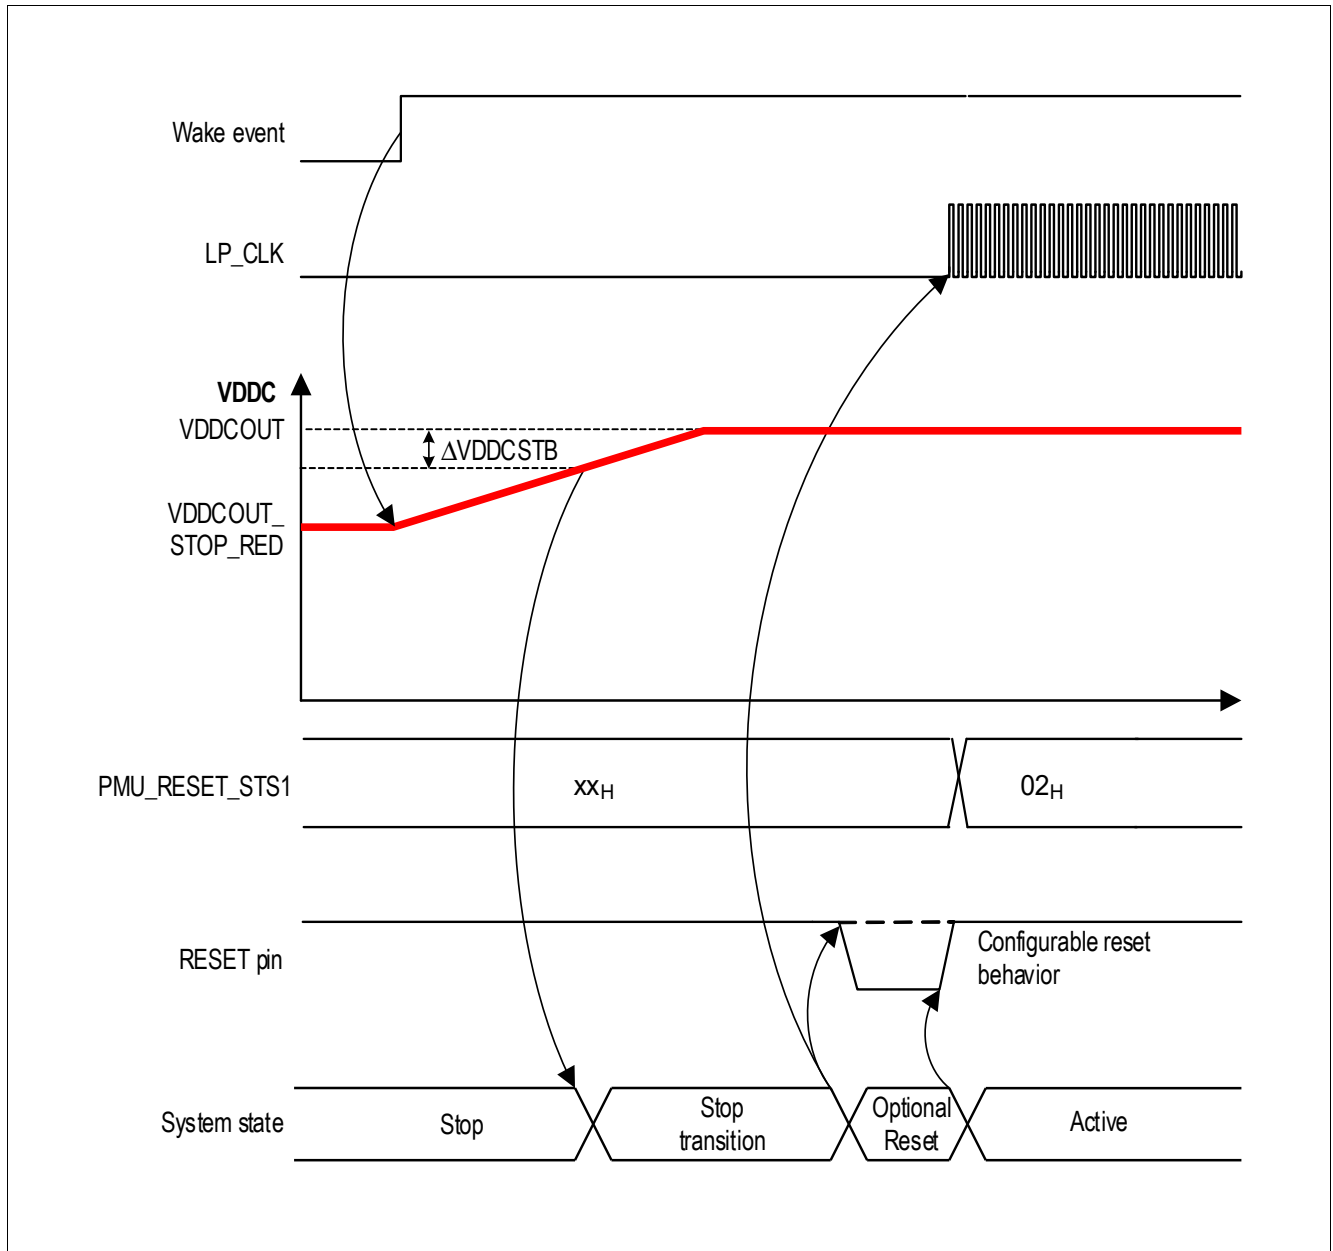 Wake event
LP_CLK
VDDC
VDDCOUT
ΔVDDCSTB
VDDCOUT_
STOP_RED
PMU_RESET_STS1
xxH
02H
RESET pin
Configurable reset
behavior
System state
Stop
Stop
transition
Optional
Reset
Active